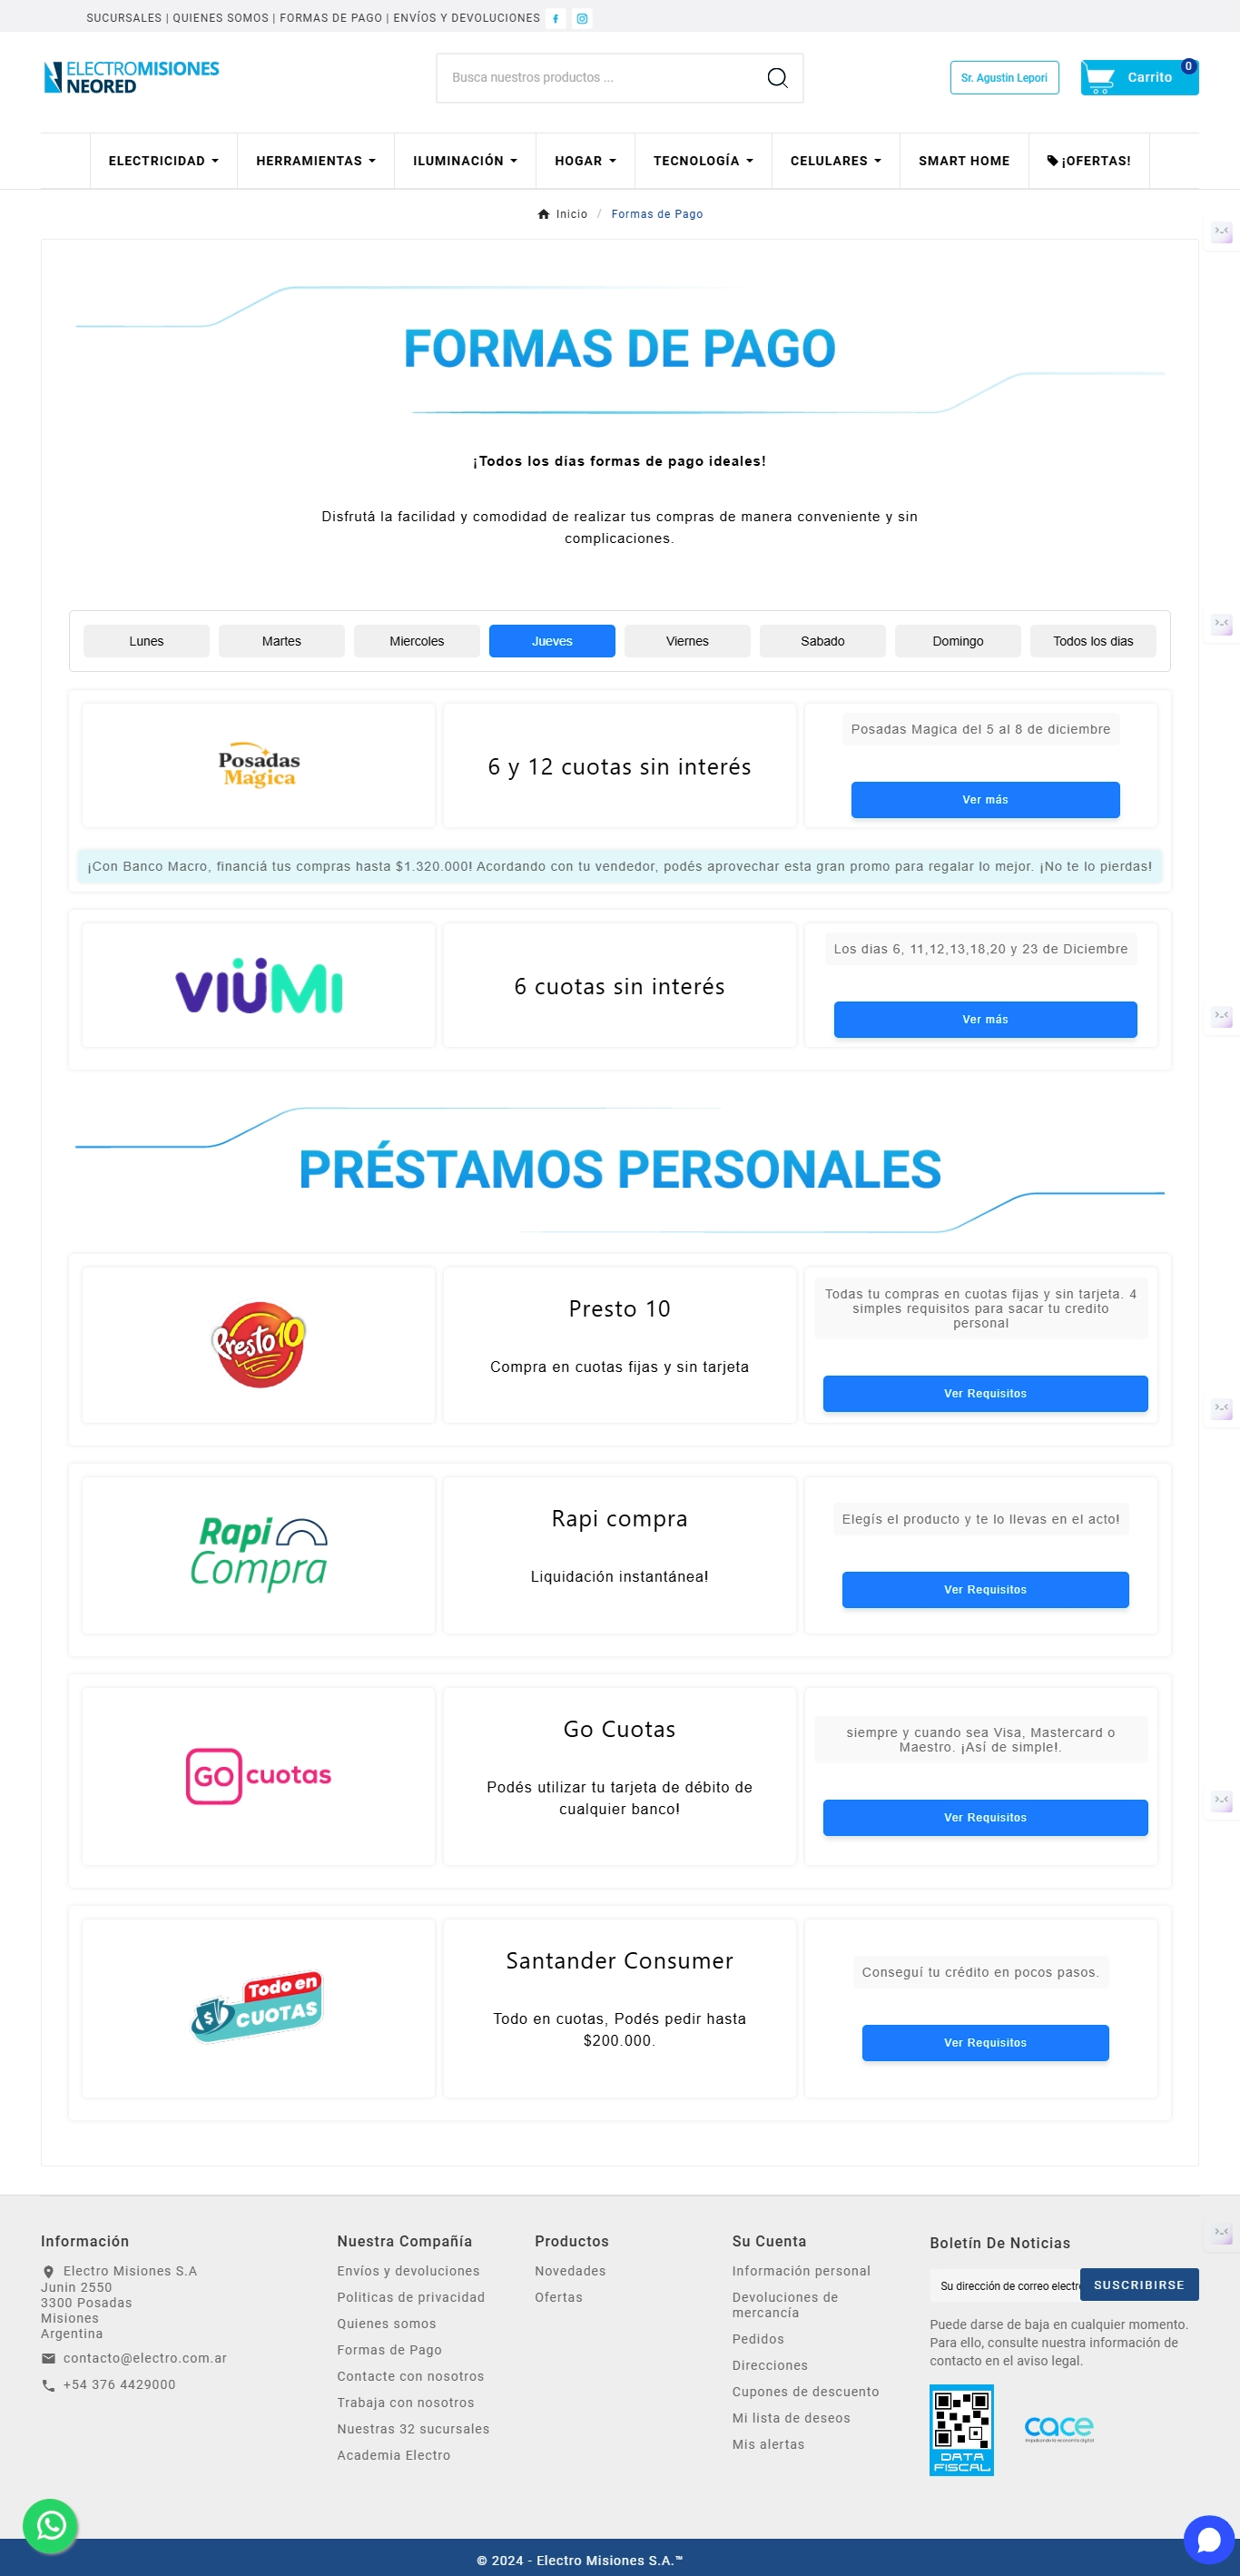 SUCURSALES | QUIENES SOMOS | FORMAS DE PAGO | ENVÍOS Y DEVOLUCIONES
ELECTROMISIONES
NEORED
Busca nuestros productos ...
Sr. Agustin Lepori
Carrito
0
ELECTRICIDAD
HERRAMIENTAS
ILUMINACIÓN
HOGAR
TECNOLOGÍA
CELULARES
SMART HOME
¡OFERTAS!
Inicio / Formas de Pago
FORMAS DE PAGO
¡Todos los días formas de pago ideales!
Disfrutá la facilidad y comodidad de realizar tus compras de manera conveniente y sin
complicaciones.
Lunes
Martes
Miercoles
Jueves
Viernes
Sabado
Domingo
Todos los dias
Posadas
Magica
6 y 12 cuotas sin interés
Posadas Magica del 5 al 8 de diciembre
Ver más
¡Con Banco Macro, financiá tus compras hasta $1.320.000! Acordando con tu vendedor, podés aprovechar esta gran promo para regalar lo mejor. ¡No te lo pierdas!
VIÜMI
6 cuotas sin interés
Los dias 6, 11,12,13,18,20 y 23 de Diciembre
Ver más
PRÉSTAMOS PERSONALES
Presto 10
Presto 10
Compra en cuotas fijas y sin tarjeta
Todas tu compras en cuotas fijas y sin tarjeta. 4
simples requisitos para sacar tu credito
personal
Ver Requisitos
Rapi
Compra
Rapi compra
Liquidación instantánea!
Elegís el producto y te lo llevas en el acto!
Ver Requisitos
GO cuotas
Go Cuotas
Podés utilizar tu tarjeta de débito de
cualquier banco!
siempre y cuando sea Visa, Mastercard o
Maestro. ¡Así de simple!.
Ver Requisitos
Todo en
$ CUOTAS
Santander Consumer
Todo en cuotas, Podés pedir hasta
$200.000.
Conseguí tu crédito en pocos pasos.
Ver Requisitos
Información
Electro Misiones S.A
Junin 2550
3300 Posadas
Misiones
Argentina
contacto@electro.com.ar
+54 376 4429000
Nuestra Compañía
Envíos y devoluciones
Politicas de privacidad
Quienes somos
Formas de Pago
Contacte con nosotros
Trabaja con nosotros
Nuestras 32 sucursales
Academia Electro
Productos
Novedades
Ofertas
Su Cuenta
Información personal
Devoluciones de
mercancía
Pedidos
Direcciones
Cupones de descuento
Mi lista de deseos
Mis alertas
Boletín De Noticias
Su dirección de correo electr
SUSCRIBIRSE
Puede darse de baja en cualquier momento.
Para ello, consulte nuestra información de
contacto en el aviso legal.
DATA
FISCAL
cace
Impulsando la economía digital
© 2024 - Electro Misiones S.A.™